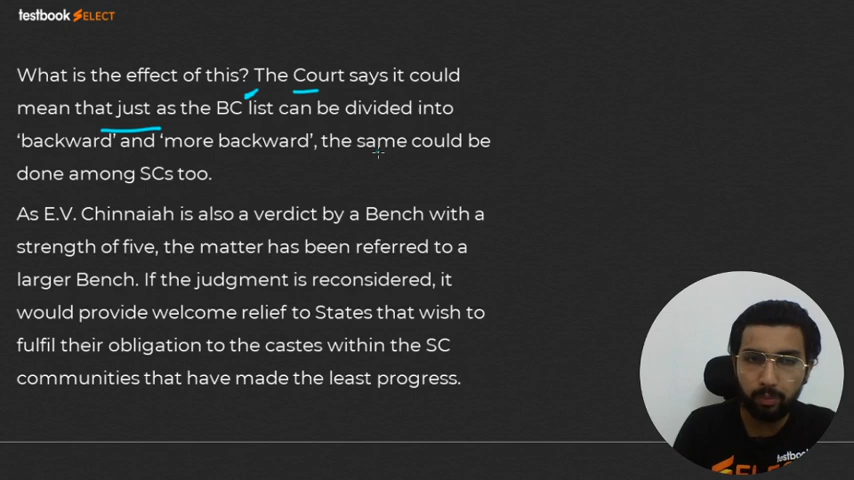 testbook SELECT
What is the effect of this? The Court says it could
mean that just as the BC list can be divided into
‘backward’ and ‘more backward’, the same could be
done among SCs too.
As E.V. Chinnaiah is also a verdict by a Bench with a
strength of five, the matter has been referred to a
larger Bench. If the judgment is reconsidered, it
would provide welcome relief to States that wish to
fulfil their obligation to the castes within the SC
communities that have made the least progress.